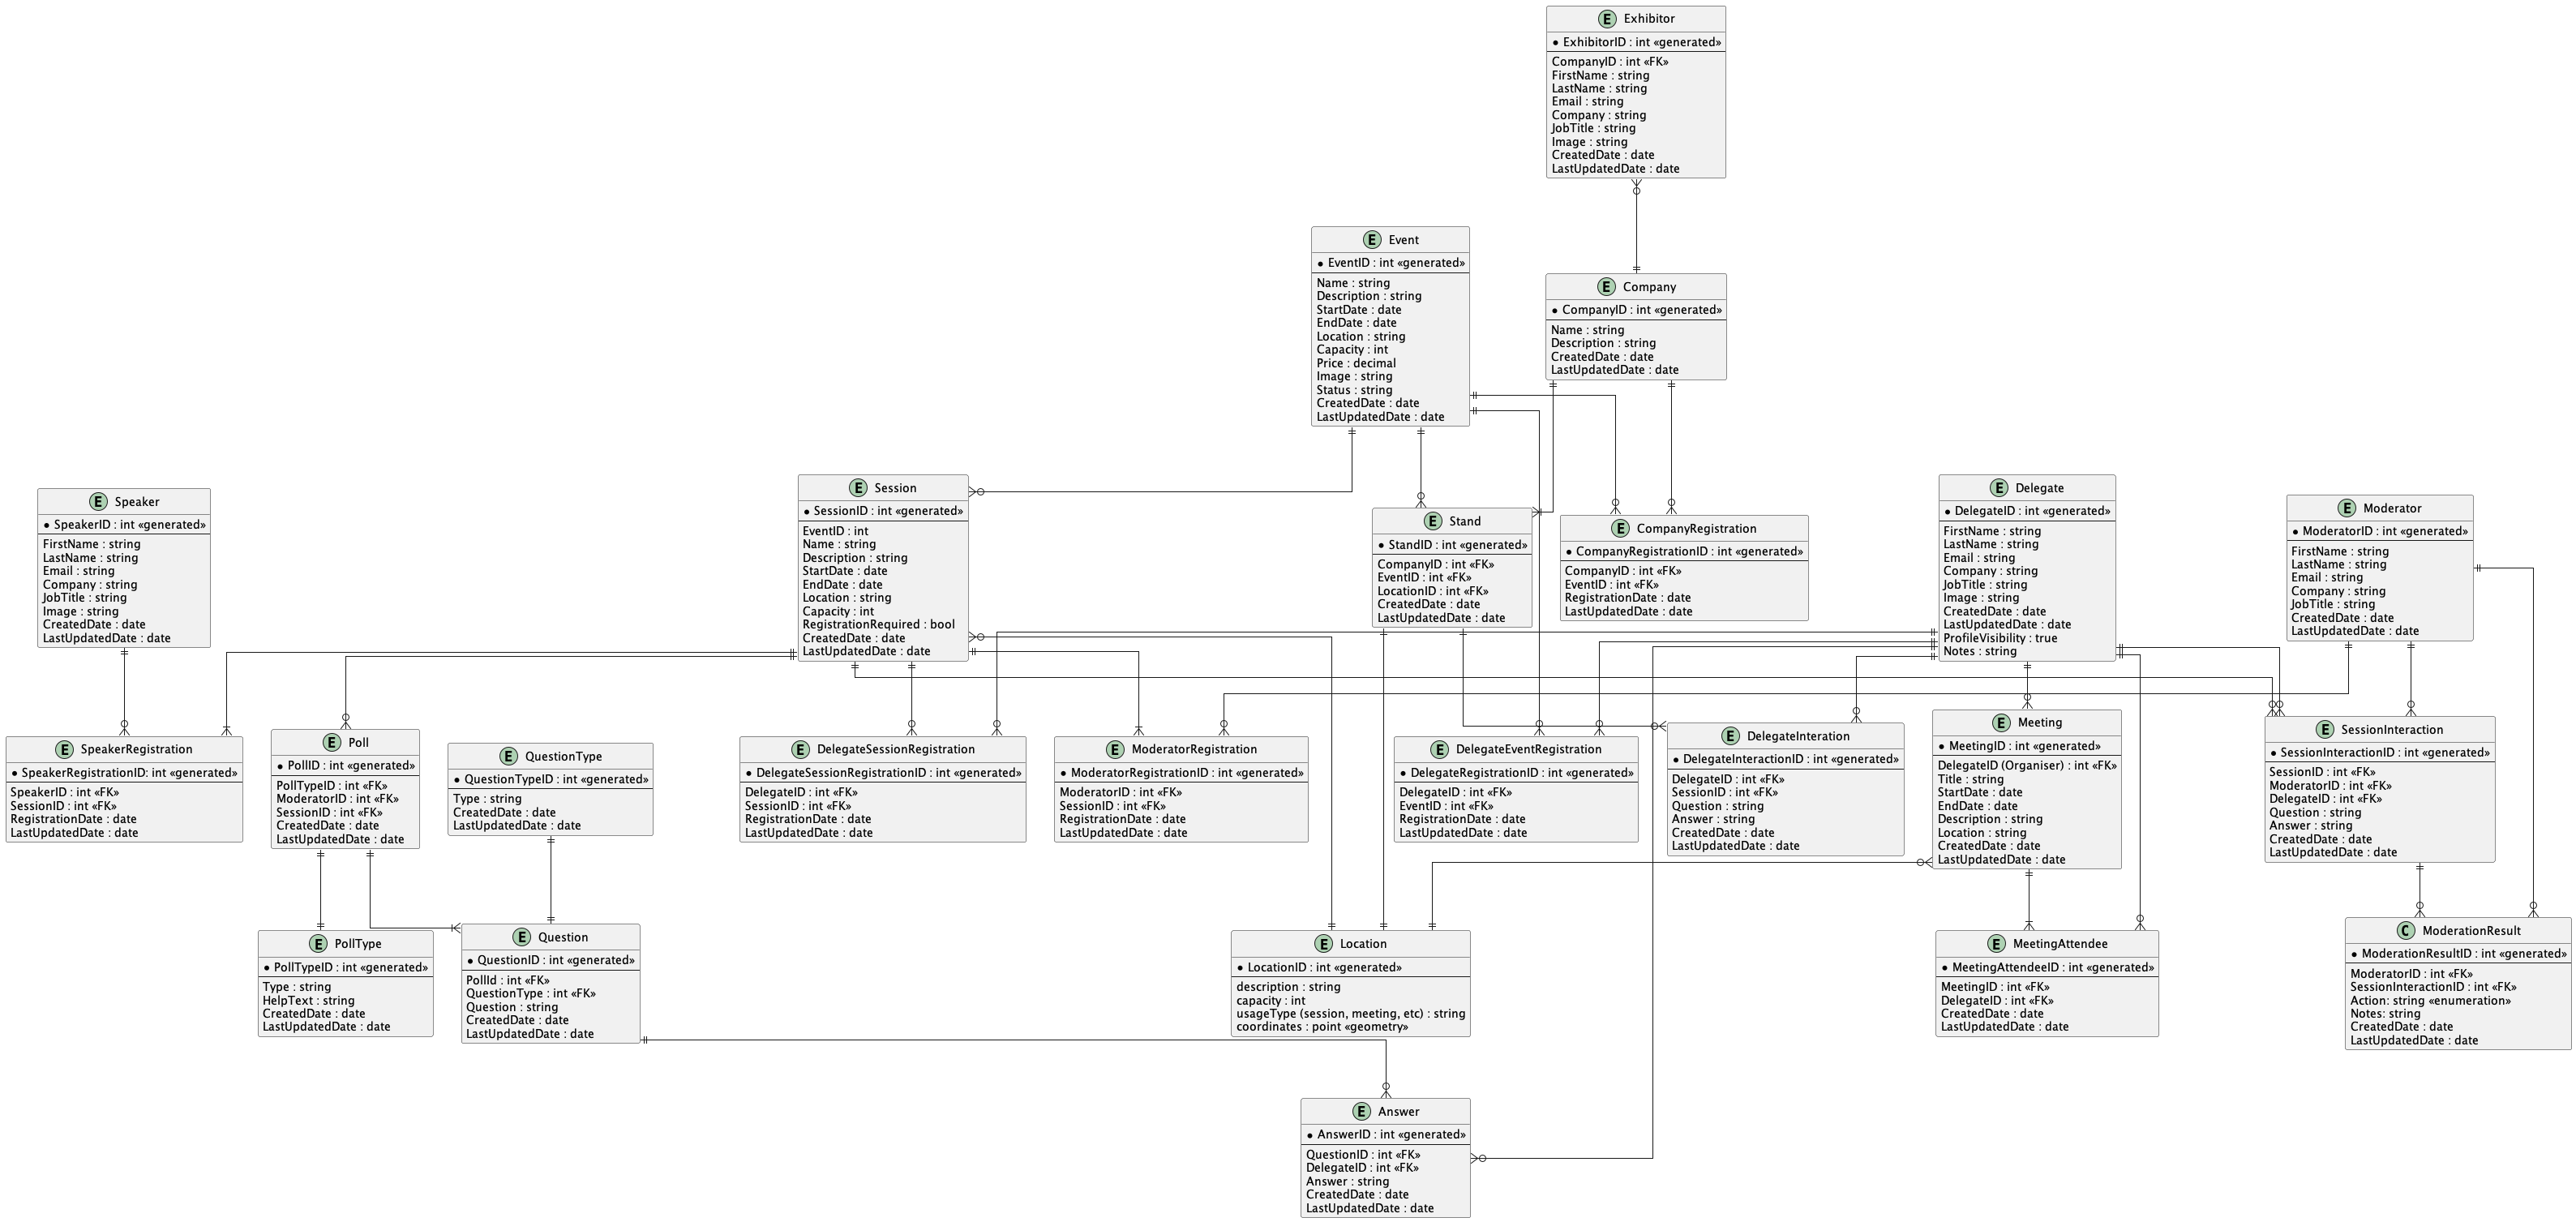 E Exhibitor
* ExhibitorID : int «generated»
CompanyID : int «FK»
FirstName : string
LastName : string
Email : string
Company : string
JobTitle : string
Image : string
CreatedDate : date
LastUpdatedDate : date
E Event
* EventID : int «generated»
Name : string
Description : string
StartDate : date
EndDate : date
Location : string
Capacity : int
Price : decimal
Image : string
Status : string
CreatedDate : date
LastUpdatedDate : date
E Company
* CompanyID : int «generated»
Name : string
Description : string
CreatedDate : date
LastUpdatedDate : date
E Speaker
* SpeakerID : int «generated»
FirstName : string
LastName : string
Email : string
Company : string
JobTitle : string
Image : string
CreatedDate : date
LastUpdatedDate : date
E Session
* SessionID : int «generated»
EventID : int
Name : string
Description : string
StartDate : date
EndDate : date
Location : string
Capacity : int
RegistrationRequired : bool
CreatedDate : date
LastUpdatedDate : date
E Stand
* StandID : int «generated»
CompanyID : int «FK»
EventID : int «FK»
LocationID : int «FK»
CreatedDate : date
LastUpdatedDate : date
E CompanyRegistration
* CompanyRegistrationID : int «generated»
CompanyID : int «FK»
EventID : int «FK»
RegistrationDate : date
LastUpdatedDate : date
E Delegate
* DelegateID : int «generated»
FirstName : string
LastName : string
Email : string
Company : string
JobTitle : string
Image : string
CreatedDate : date
LastUpdatedDate : date
ProfileVisibility : true
Notes : string
E Moderator
* ModeratorID : int «generated»
FirstName : string
LastName : string
Email : string
Company : string
JobTitle : string
CreatedDate : date
LastUpdatedDate : date
E SpeakerRegistration
* SpeakerRegistrationID: int «generated»
SpeakerID : int «FK»
SessionID : int «FK»
RegistrationDate : date
LastUpdatedDate : date
E Poll
* PollID : int «generated»
PollTypeID : int «FK»
ModeratorID : int «FK»
SessionID : int «FK»
CreatedDate : date
LastUpdatedDate : date
E QuestionType
* QuestionTypeID : int «generated»
Type : string
CreatedDate : date
LastUpdatedDate : date
E DelegateSessionRegistration
* DelegateSessionRegistrationID : int «generated»
DelegateID : int «FK»
SessionID : int «FK»
RegistrationDate : date
LastUpdatedDate : date
E ModeratorRegistration
* ModeratorRegistrationID : int «generated»
ModeratorID : int «FK»
SessionID : int «FK»
RegistrationDate : date
LastUpdatedDate : date
E DelegateEventRegistration
* DelegateRegistrationID : int «generated»
DelegateID : int «FK»
EventID : int «FK»
RegistrationDate : date
LastUpdatedDate : date
E DelegateInteration
* DelegateInteractionID : int «generated»
DelegateID : int «FK»
SessionID : int «FK»
Question : string
Answer : string
CreatedDate : date
LastUpdatedDate : date
E Meeting
* MeetingID : int «generated»
DelegateID (Organiser) : int «FK»
Title : string
StartDate : date
EndDate : date
Description : string
Location : string
CreatedDate : date
LastUpdatedDate : date
E SessionInteraction
* SessionInteractionID : int «generated»
SessionID : int «FK»
ModeratorID : int «FK»
DelegateID : int «FK»
Question : string
Answer : string
CreatedDate : date
LastUpdatedDate : date
E PollType
* PollTypeID : int «generated»
Type : string
HelpText : string
CreatedDate : date
LastUpdatedDate : date
E Question
* QuestionID : int «generated»
PollId : int «FK»
QuestionType : int «FK»
Question : string
CreatedDate : date
LastUpdatedDate : date
E Location
* LocationID : int «generated»
description : string
capacity : int
usageType (session, meeting, etc) : string
coordinates : point «geometry»
E MeetingAttendee
* MeetingAttendeeID : int «generated»
MeetingID : int «FK»
DelegateID : int «FK»
CreatedDate : date
LastUpdatedDate : date
C ModerationResult
* ModerationResultID : int «generated»
ModeratorID : int «FK»
SessionInteractionID : int «FK»
Action: string «enumeration»
Notes: string
CreatedDate : date
LastUpdatedDate : date
E Answer
* AnswerID : int «generated»
QuestionID : int «FK»
DelegateID : int «FK»
Answer : string
CreatedDate : date
LastUpdatedDate : date